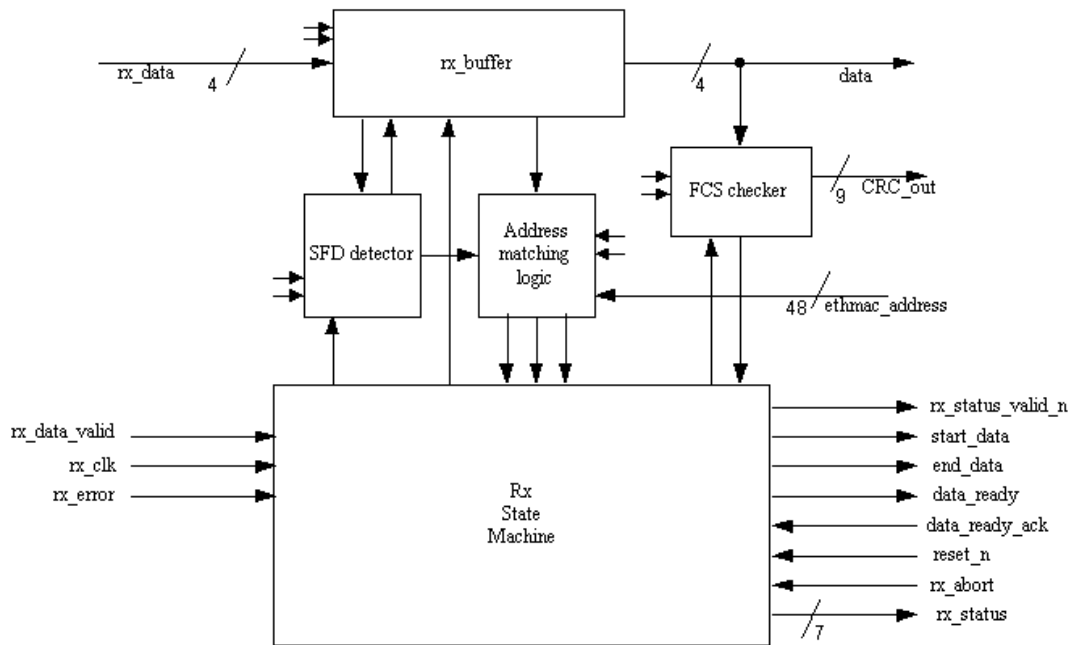 rx_data
4
rx_buffer
4
data
FCS checker
9
CRC_out
SFD detector
Address
matching
logic
48
ethmac_address
rx_data_valid
rx_clk
rx_error
Rx
State
Machine
rx_status_valid_n
start_data
end_data
data_ready
data_ready_ack
reset_n
rx_abort
rx_status
7